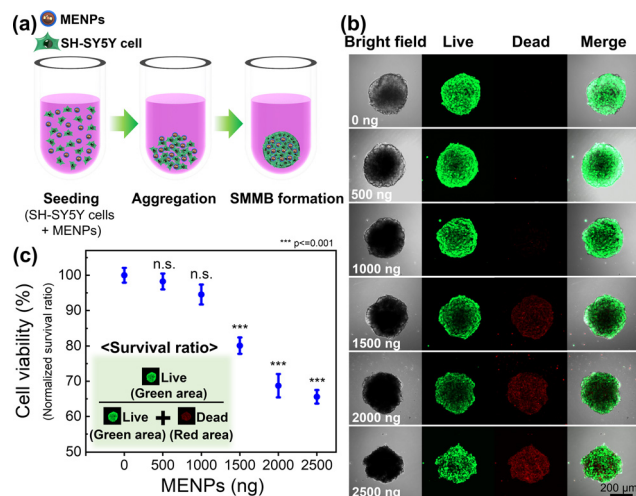 (a)
MENPs
SH-SY5Y cell
Seeding
(SH-SY5Y cells
+ MENPs)
Aggregation
SMMB formation
(b)
Bright field
Live
Dead
Merge
0 ng
500 ng
1000 ng
1500 ng
2000 ng
2500 ng
200 μm
(c)
*** p<=0.001
Cell viability (%)
(Normalized survival ratio)
100
90
80
70
60
50
n.s.
n.s.
***
***
***
<Survival ratio>
Live
(Green area)
Live + Dead
(Green area) (Red area)
0 500 1000 1500 2000 2500
MENPs (ng)